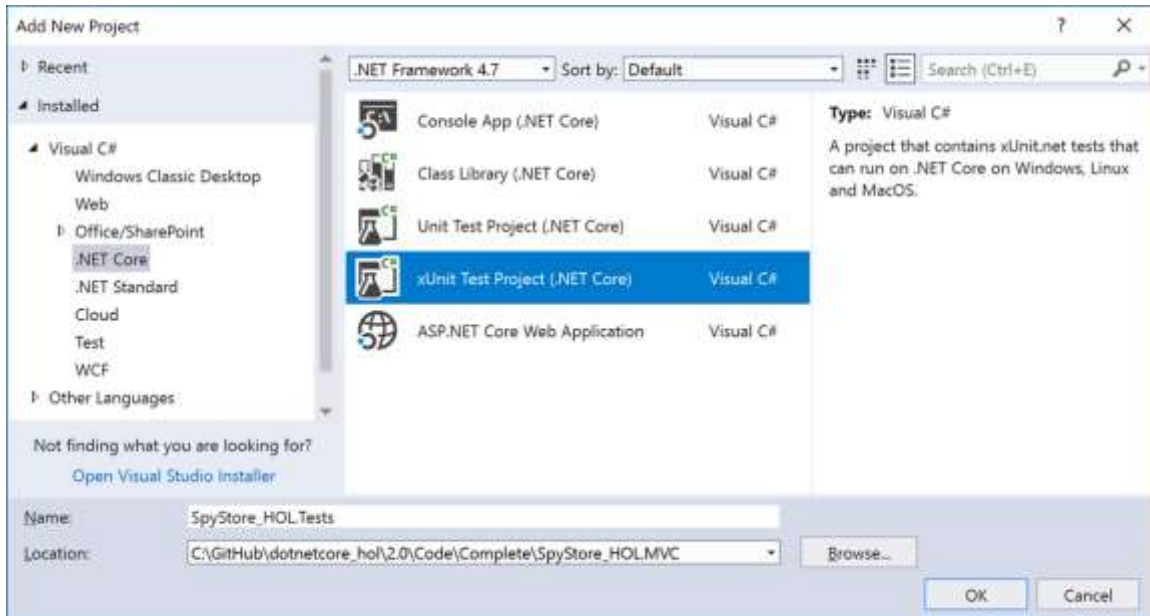 Add New Project
? ×
Recent
Installed
Visual C#
Windows Classic Desktop
Web
Office/SharePoint
.NET Core
.NET Standard
Cloud
Test
WCF
Other Languages
Not finding what you are looking for?
Open Visual Studio Installer
.NET Framework 4.7 Sort by: Default
Search (Ctrl+E)
Console App (.NET Core) Visual C#
Class Library (.NET Core) Visual C#
Unit Test Project (.NET Core) Visual C#
xUnit Test Project (.NET Core) Visual C#
ASP.NET Core Web Application Visual C#
Type: Visual C#
A project that contains xUnit.net tests that
can run on .NET Core on Windows, Linux
and MacOS.
Name: SpyStore_HOL.Tests
Location: C:\GitHub\dotnetcore_hol\2.0\Code\Complete\SpyStore_HOL.MVC Browse...
OK Cancel